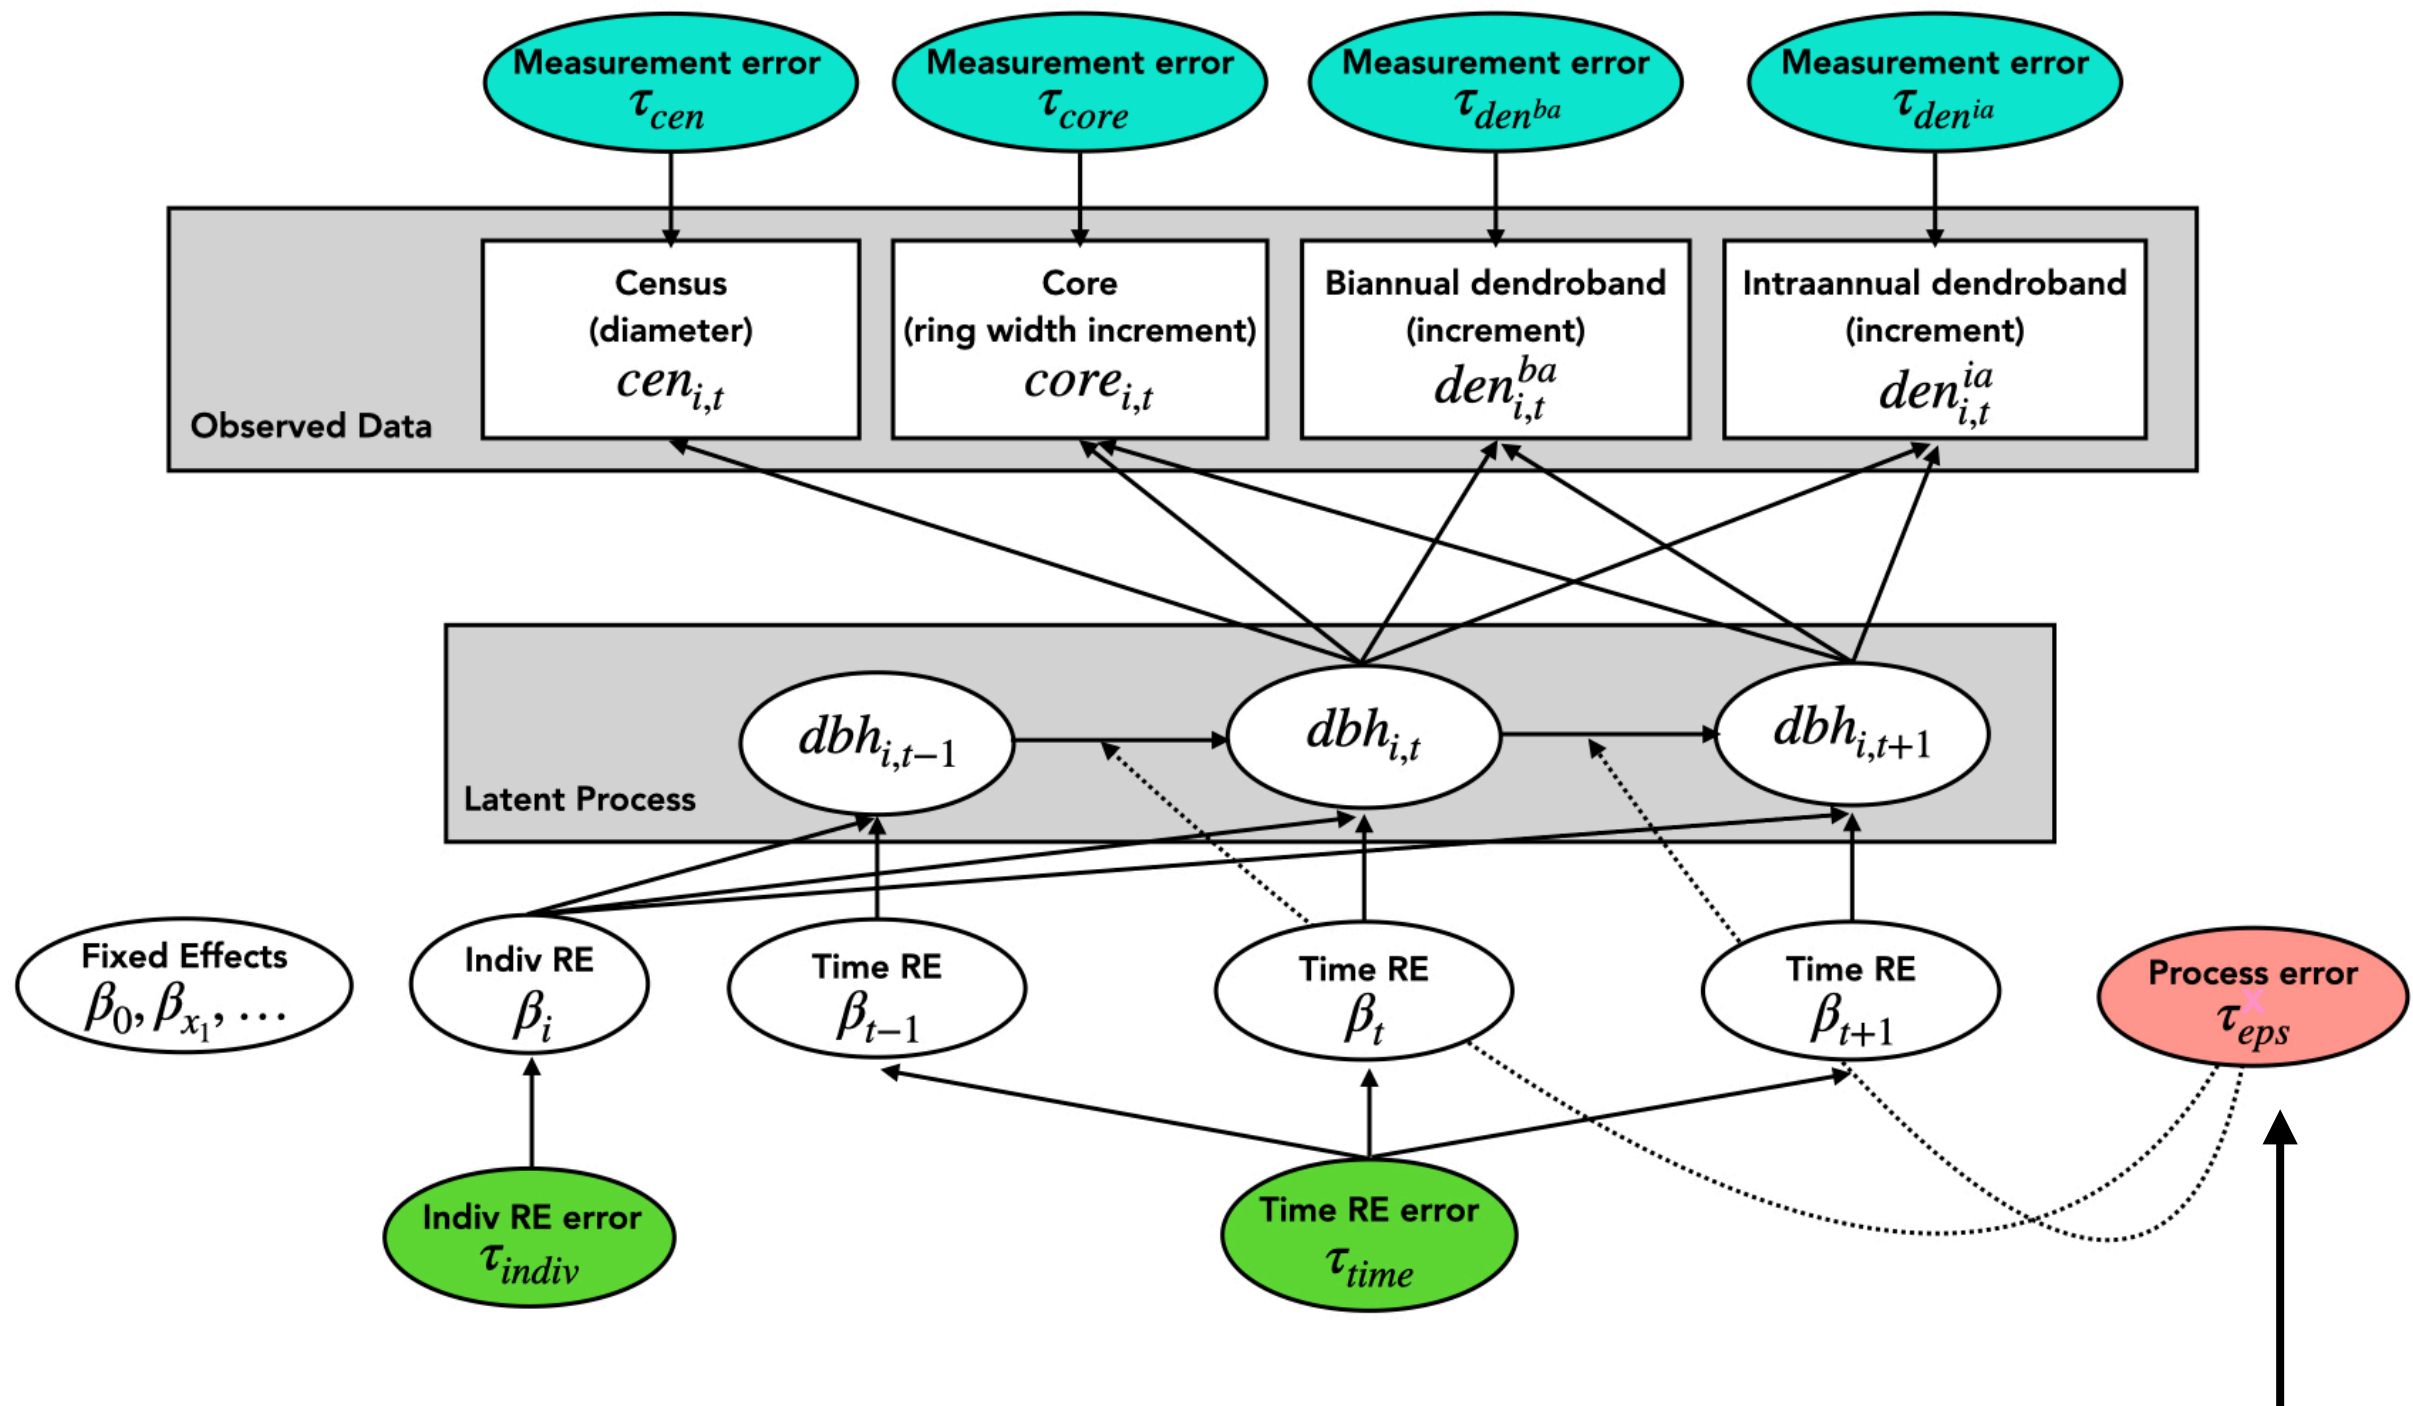 Measurement error
τ_cen
Measurement error
τ_core
Measurement error
τ_den^ba
Measurement error
τ_den^ia
Census
(diameter)
cen_i,t
Core
(ring width increment)
core_i,t
Biannual dendroband
(increment)
den^ba_i,t
Intraannual dendroband
(increment)
den^ia_i,t
Observed Data
dbh_i,t−1
dbh_i,t
dbh_i,t+1
Latent Process
Fixed Effects
β_0, β_x_1, …
Indiv RE
β_i
Time RE
β_t−1
Time RE
β_t
Time RE
β_t+1
Process error
x
τ_eps
Indiv RE error
τ_indiv
Time RE error
τ_time